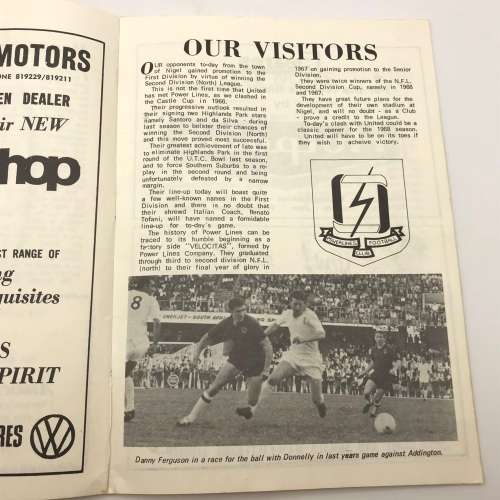 MOTORS
ONE 819229/819211
EN DEALER
ir NEW
hop
ST RANGE OF
ng
quisites
S
SPIRIT
RES
VW
OUR VISITORS
OUR opponents to-day from the town
of Nigel gained promotion to the
First Division by virtue of winning the
Second Division (North) League.
This is not the first time that United
has met Power Lines, as we clashed in
the Castle Cup in 1966.
Their progressive outlook resulted in
their signing two Highlands Park stars
namely Santoro and da Silva - during
last season to bolster their chances of
winning the Second Division (North)
and this move proved most successful.
Their greatest achievement of late was
to eliminate Highlands Park in the first
round of the U.T.C. Bowl last season,
and to force Southern Suburbs to a re-
play in the second round and being
unfortunately defeated by a narrow
margin.
Their line-up today will boast quite
a few well-known names in the First
Division and there is no doubt that
their shrewd Italian Coach, Renato
Tofani, will have named a formidable
line-up for to-day's game.
The history of Power Lines can be
traced to its humble beginning as a
factory side "VELOCITAS", formed by
Power Lines Company. They graduated
through third to second division N.F.L.
(north) to their final year of glory in
1967 on gaining promotion to the Senior
Division.
they were twice winners of the N.F.L.
Second Division Cup, namely in 1966
and 1967.
They have great future plans for the
development of their own stadium at
Nigel, and will no doubt - as a Club
- prove a credit to the League.
To-day's clash with United could be a
classic opener for the 1968 season.
United will have to be on its toes if
they wish to acheive victory.
POWERLINES FOOTBALL
CLUB
8
Danny Ferguson in a race for the ball with Donnelly in last years game against Addington.